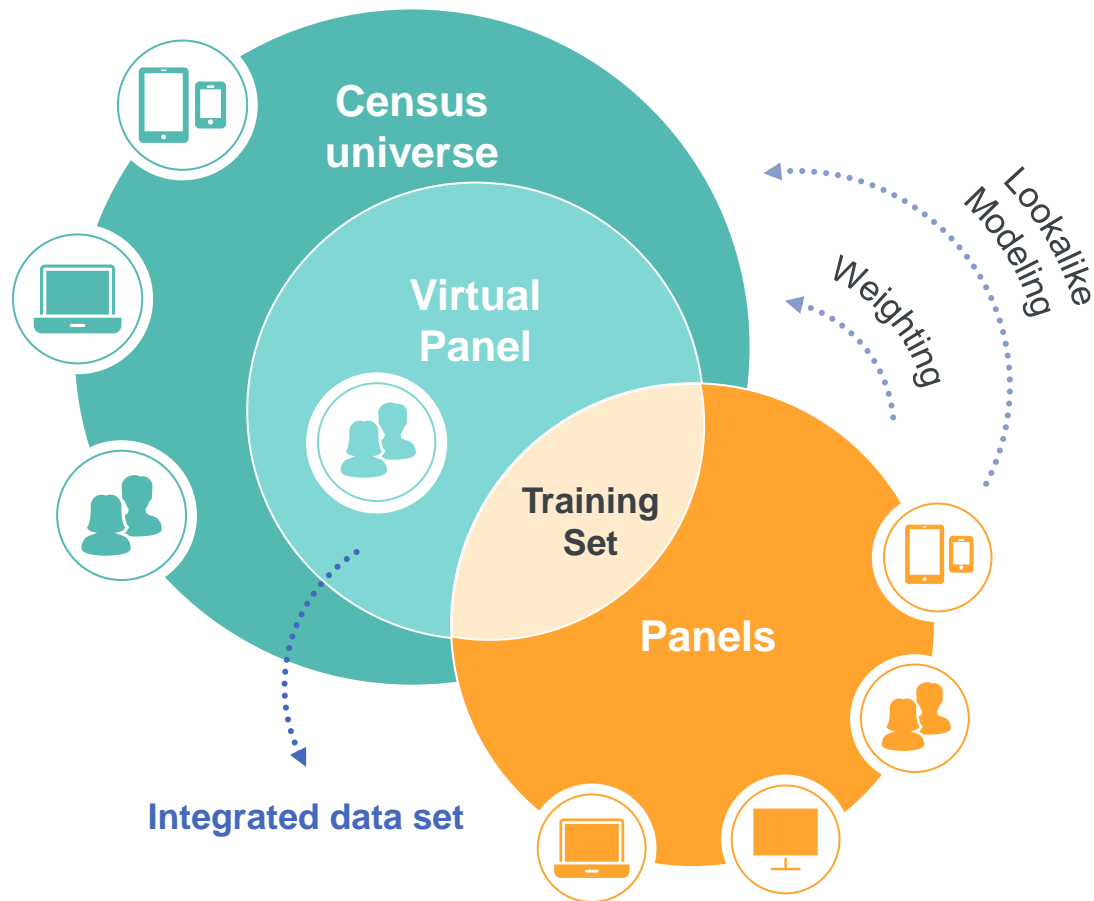 Census
universe
Virtual
Panel
Lookalike
Modeling
Weighting
Training
Set
Panels
Integrated data set